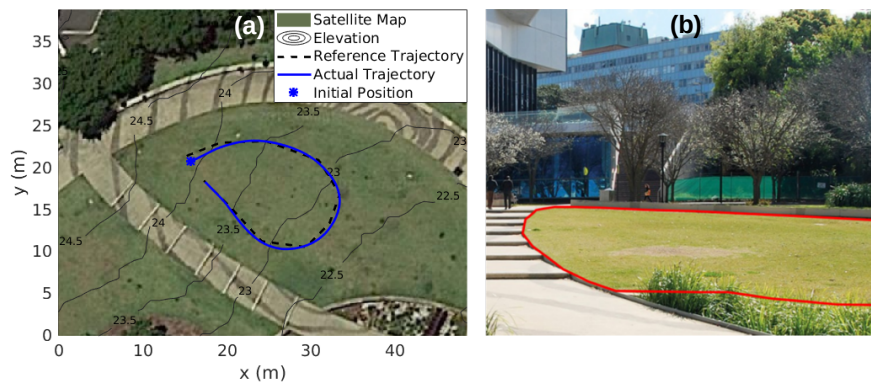 (a)
Satellite Map
Elevation
Reference Trajectory
Actual Trajectory
Initial Position
(b)
y (m)
35
30
25
20
15
10
5
0
0
10
20
30
40
x (m)
24.5
24
23.5
23.5
23
22.5
24.5
24
23.5
23
22.5
23.5
23